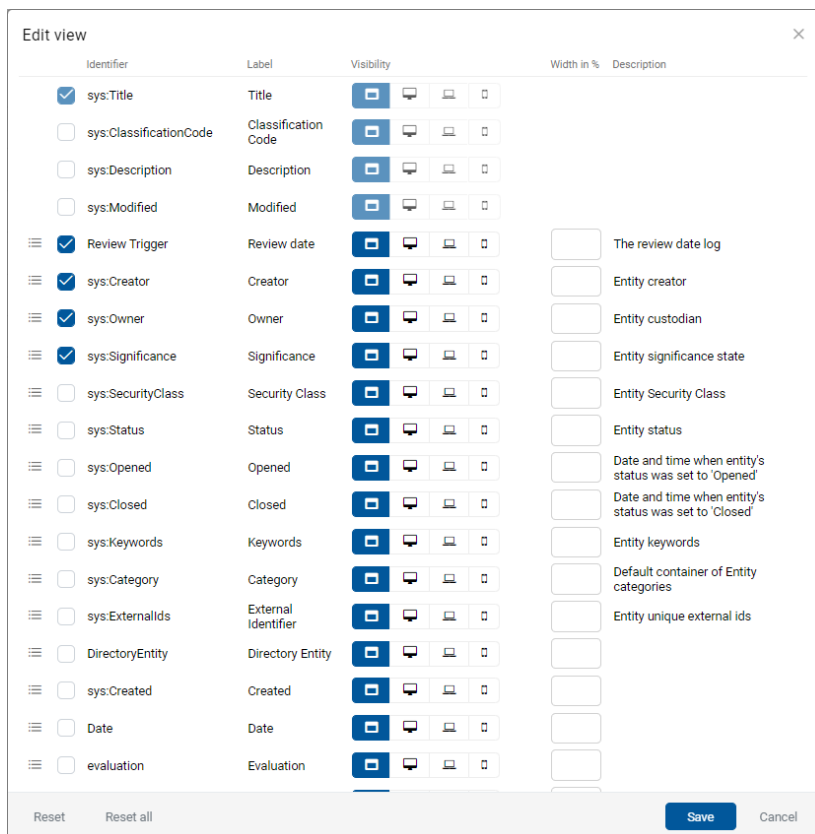 Edit view
Identifier Label Visibility Width in % Description
sys:Title Title
sys:ClassificationCode Classification
Code
sys:Description Description
sys:Modified Modified
Review Trigger Review date The review date log
sys:Creator Creator Entity creator
sys:Owner Owner Entity custodian
sys:Significance Significance Entity significance state
sys:SecurityClass Security Class Entity Security Class
sys:Status Status Entity status
sys:Opened Opened Date and time when entity's
status was set to 'Opened'
sys:Closed Closed Date and time when entity's
status was set to 'Closed'
sys:Keywords Keywords Entity keywords
sys:Category Category Default container of Entity
categories
sys:ExternalIds External
Identifier Entity unique external ids
DirectoryEntity Directory Entity
sys:Created Created
Date Date
evaluation Evaluation
Reset Reset all Save Cancel